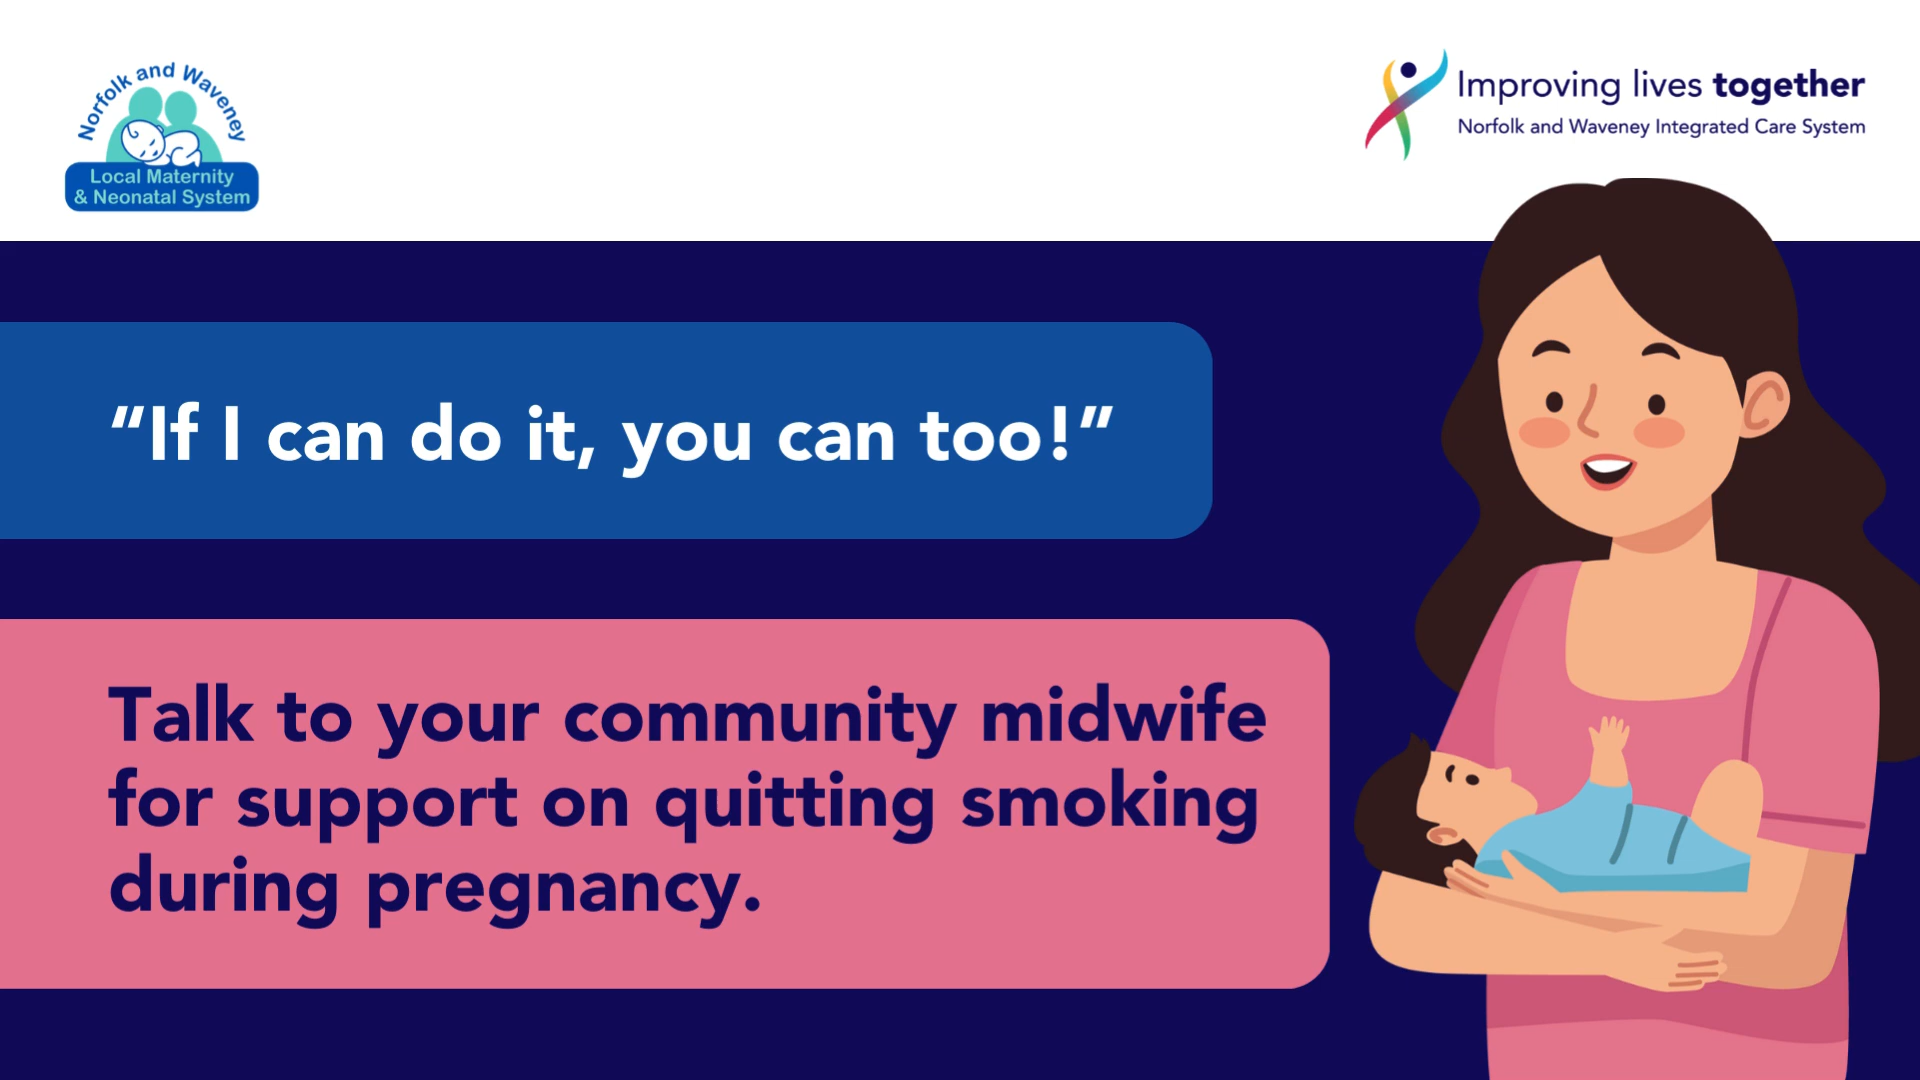 Norfolk and Waveney
Local Maternity
& Neonatal System
Improving lives together
Norfolk and Waveney Integrated Care System
“If I can do it, you can too!”
Talk to your community midwife
for support on quitting smoking
during pregnancy.